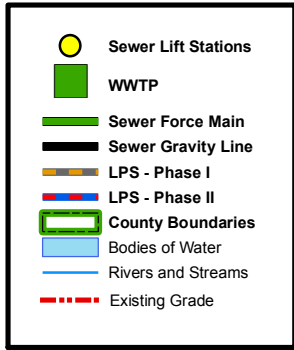 Sewer Lift Stations
WWTP
Sewer Force Main
Sewer Gravity Line
LPS - Phase I
LPS - Phase II
County Boundaries
Bodies of Water
Rivers and Streams
Existing Grade